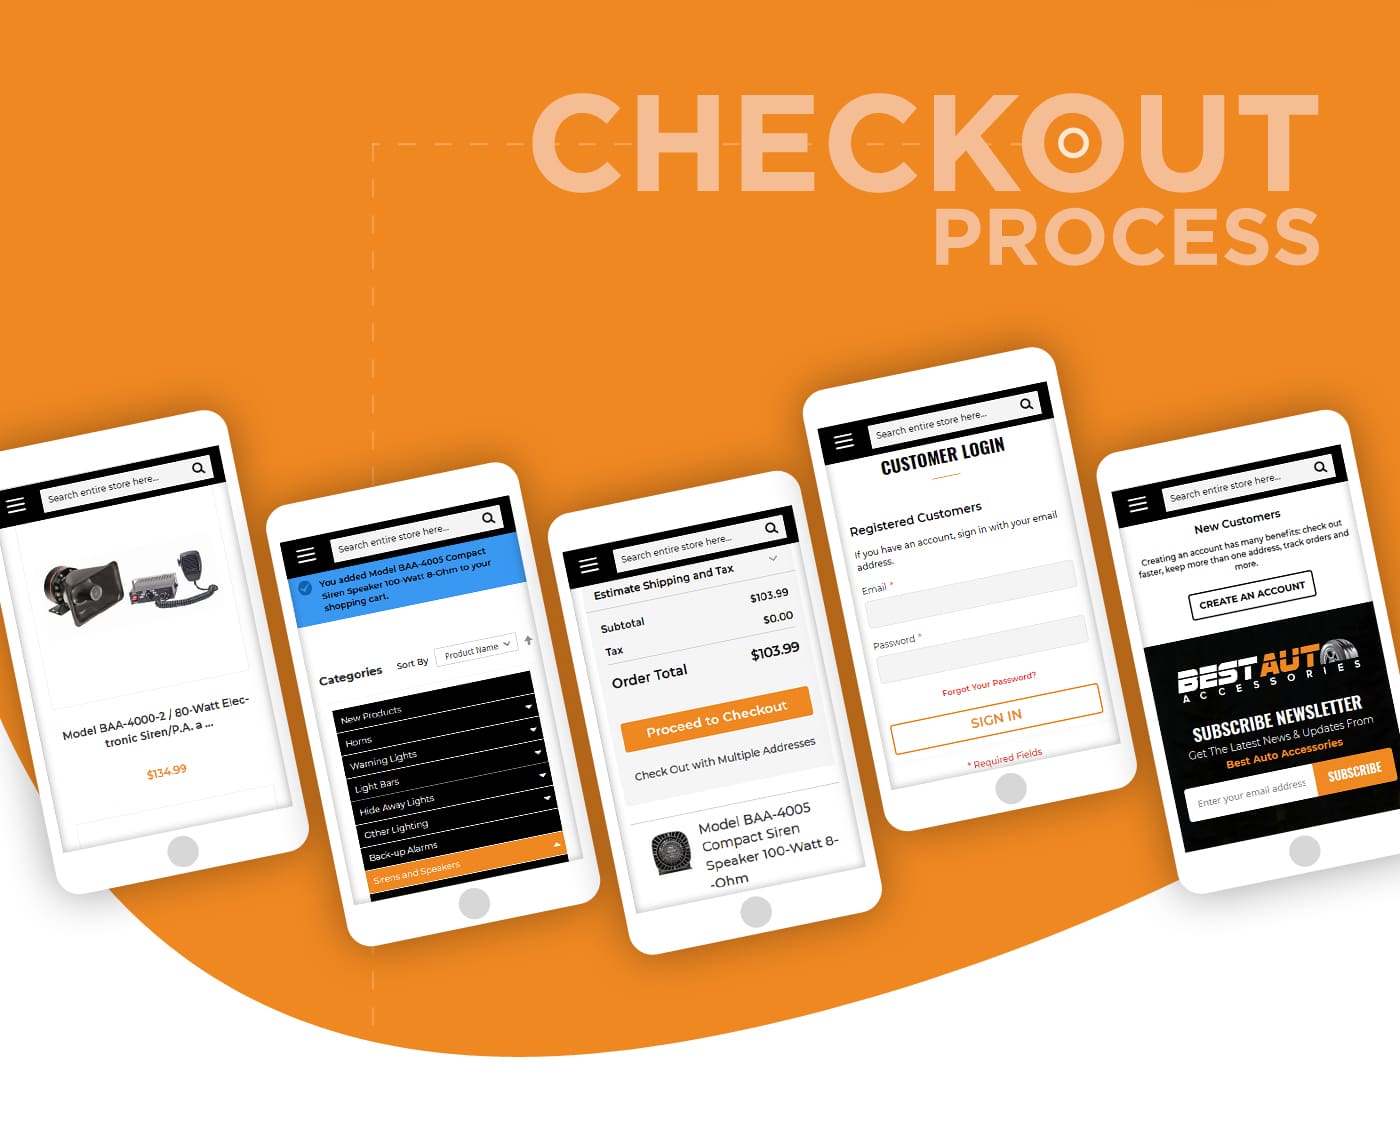 CHECKOUT
PROCESS
Search entire store here...
Model BAA-4000-2 / 80-Watt Elec-
tronic Siren/P.A. a ...
$134.99
Search entire store here...
You added Model BAA-4005 Compact
Siren Speaker 100-Watt 8-Ohm to your
shopping cart.
Categories
Sort By
Product Name
New Products
Horns
Warning Lights
Light Bars
Hide Away Lights
Other Lighting
Back-up Alarms
Sirens and Speakers
Search entire store here...
Estimate Shipping and Tax
Subtotal $103.99
Tax $0.00
Order Total $103.99
Proceed to Checkout
Check Out with Multiple Addresses
Model BAA-4005
Compact Siren
Speaker 100-Watt 8-
-Ohm
Search entire store here...
CUSTOMER LOGIN
Registered Customers
If you have an account, sign in with your email
address.
Email *
Password *
Forgot Your Password?
SIGN IN
* Required Fields
Search entire store here...
New Customers
Creating an account has many benefits: check out
faster, keep more than one address, track orders and
more.
CREATE AN ACCOUNT
BEST AUTO
ACCESSORIES
SUBSCRIBE NEWSLETTER
Get The Latest News & Updates From
Best Auto Accessories
Enter your email address
SUBSCRIBE